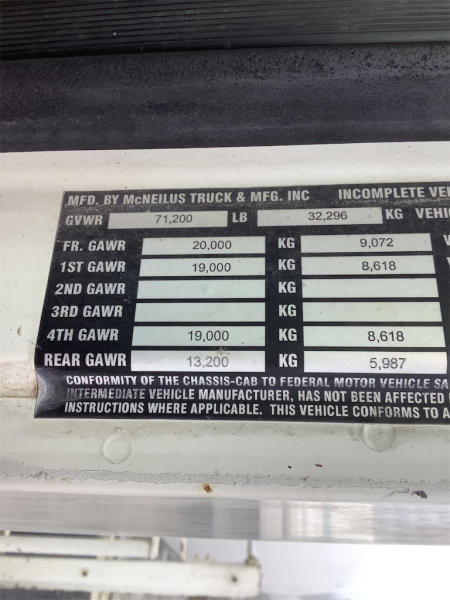 MFD. BY McNEILUS TRUCK & MFG. INC INCOMPLETE VE
GVWR 71,200 LB 32,296 KG VEHI
FR. GAWR 20,000 KG 9,072
1ST GAWR 19,000 KG 8,618
2ND GAWR KG
3RD GAWR KG
4TH GAWR 19,000 KG 8,618
REAR GAWR 13,200 KG 5,987
CONFORMITY OF THE CHASSIS-CAB TO FEDERAL MOTOR VEHICLE SA
INTERMEDIATE VEHICLE MANUFACTURER, HAS NOT BEEN AFFECTED
INSTRUCTIONS WHERE APPLICABLE. THIS VEHICLE CONFORMS TO A